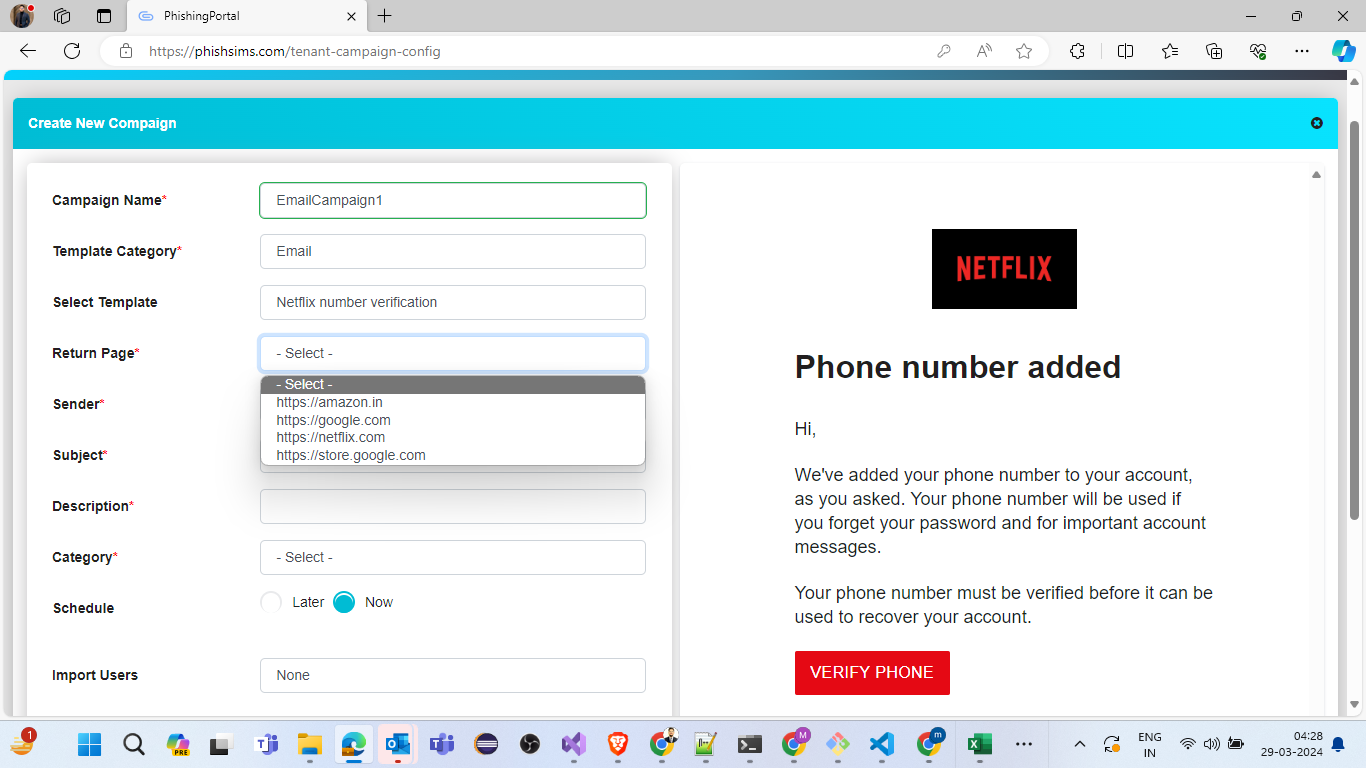 PhishingPortal
https://phishsims.com/tenant-campaign-config
Create New Compaign
Campaign Name*
EmailCampaign1
Template Category*
Email
Select Template
Netflix number verification
Return Page*
- Select -
- Select -
https://amazon.in
https://google.com
https://netflix.com
https://store.google.com
Sender*
Subject*
Description*
Category*
- Select -
Schedule
Later
Now
Import Users
None
NETFLIX
Phone number added
Hi,
We've added your phone number to your account,
as you asked. Your phone number will be used if
you forget your password and for important account
messages.
Your phone number must be verified before it can be
used to recover your account.
VERIFY PHONE
1
PRE
M
m
ENG
IN
04:28
29-03-2024